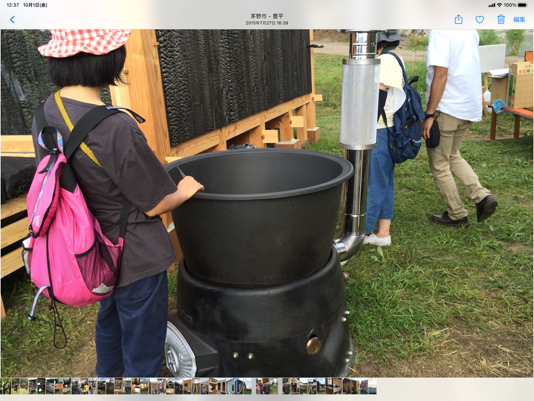 12:37 10月1日(金)
100%
茅野市 - 豊平
2015年7月27日 16:39
編集